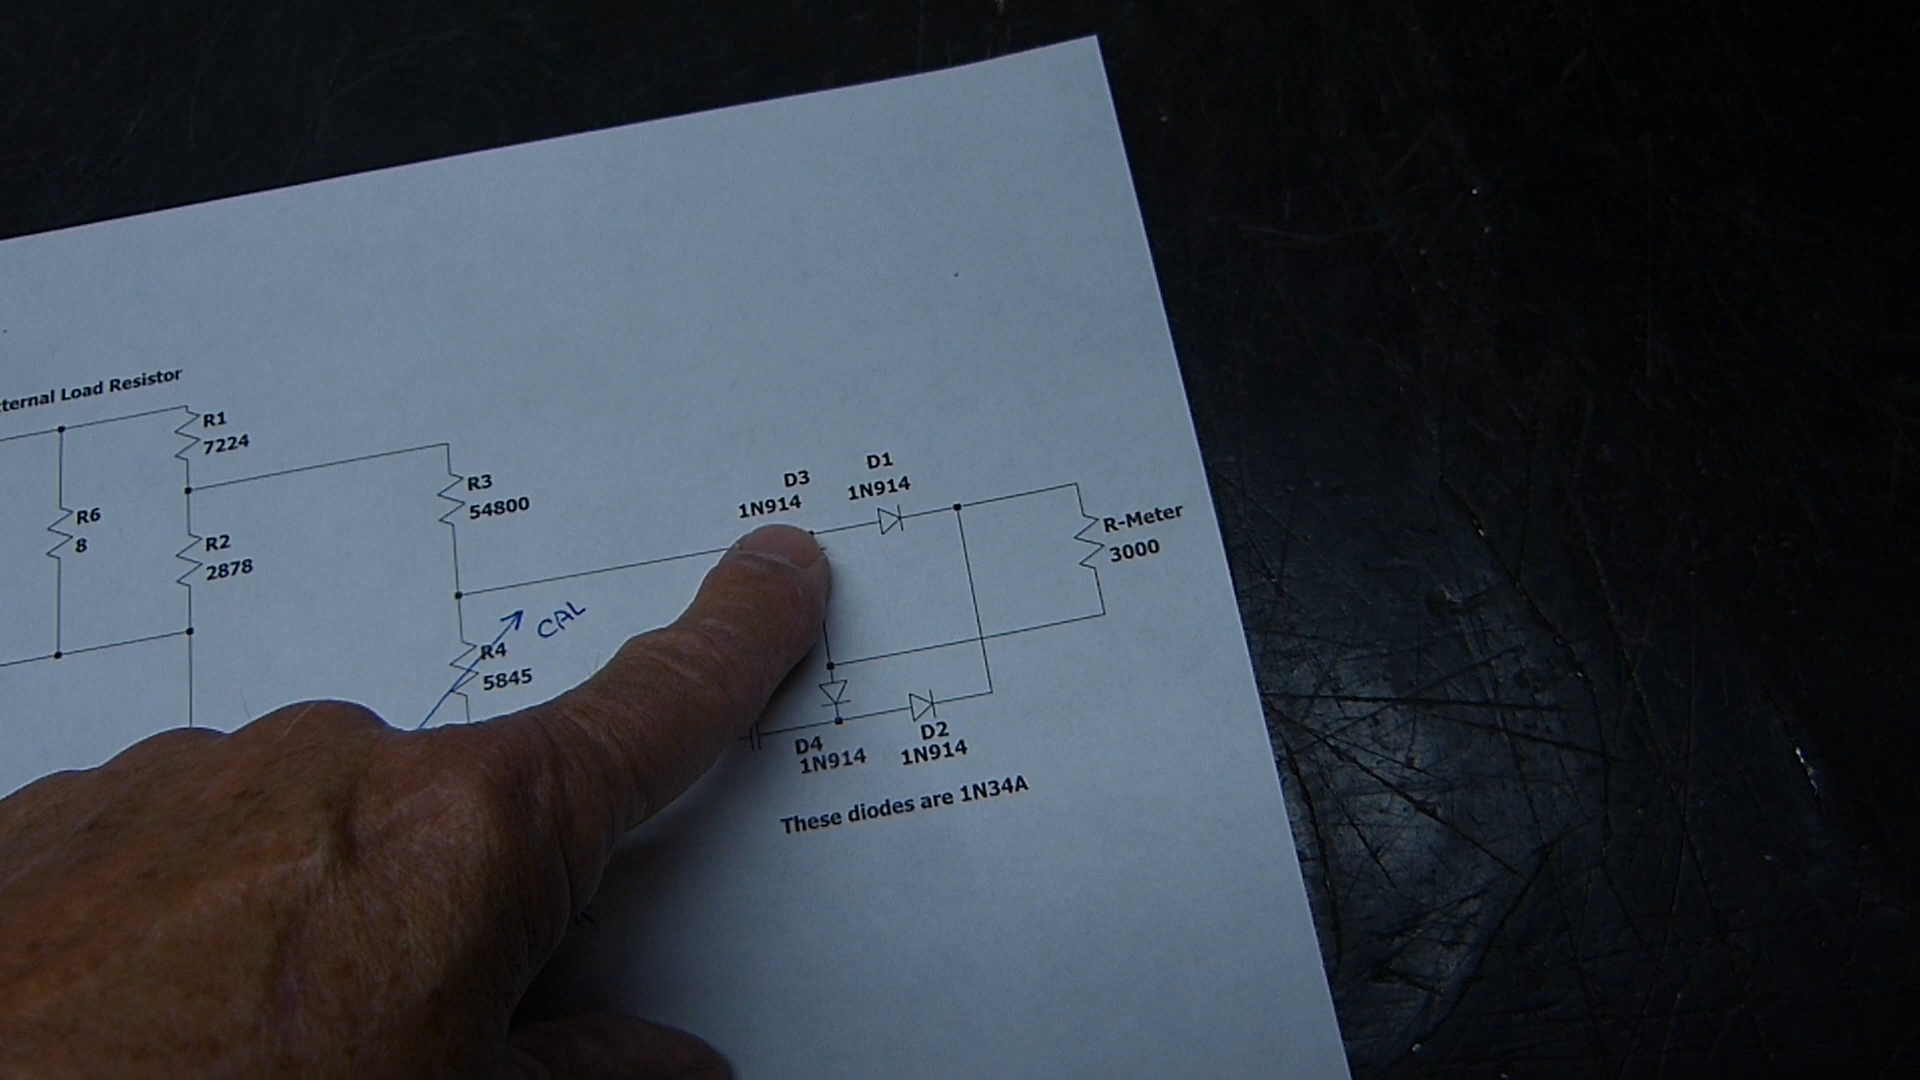 ternal Load Resistor
R1
7224
R6
8
R2
2878
R3
54800
CAL
R4
5845
D3
1N914
D1
1N914
R-Meter
3000
D4
1N914
D2
1N914
These diodes are 1N34A